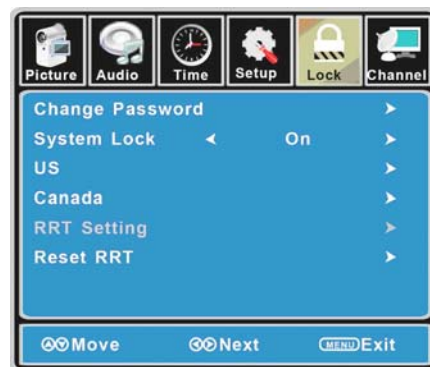 Picture Audio Time Setup Lock Channel
Change Password
System Lock On
US
Canada
RRT Setting
Reset RRT
Move Next MENU Exit